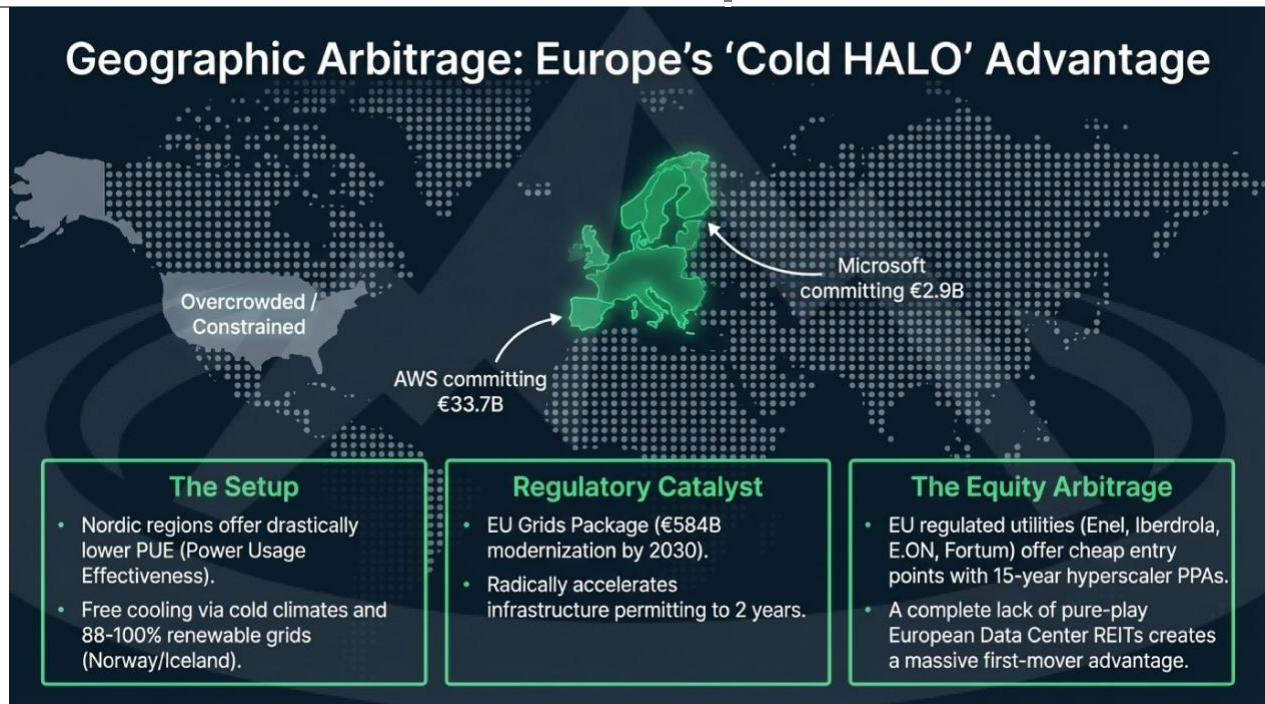 Geographic Arbitrage: Europe's 'Cold HALO' Advantage
Overcrowded /
Constrained
Microsoft
committing €2.9B
AWS committing
€33.7B
The Setup
• Nordic regions offer drastically
lower PUE (Power Usage
Effectiveness).
• Free cooling via cold climates and
88-100% renewable grids
(Norway/Iceland).
Regulatory Catalyst
• EU Grids Package (€584B
modernization by 2030).
• Radically accelerates
infrastructure permitting to 2 years.
The Equity Arbitrage
• EU regulated utilities (Enel, Iberdrola,
E.ON, Fortum) offer cheap entry
points with 15-year hyperscaler PPAs.
• A complete lack of pure-play
European Data Center REITs creates
a massive first-mover advantage.